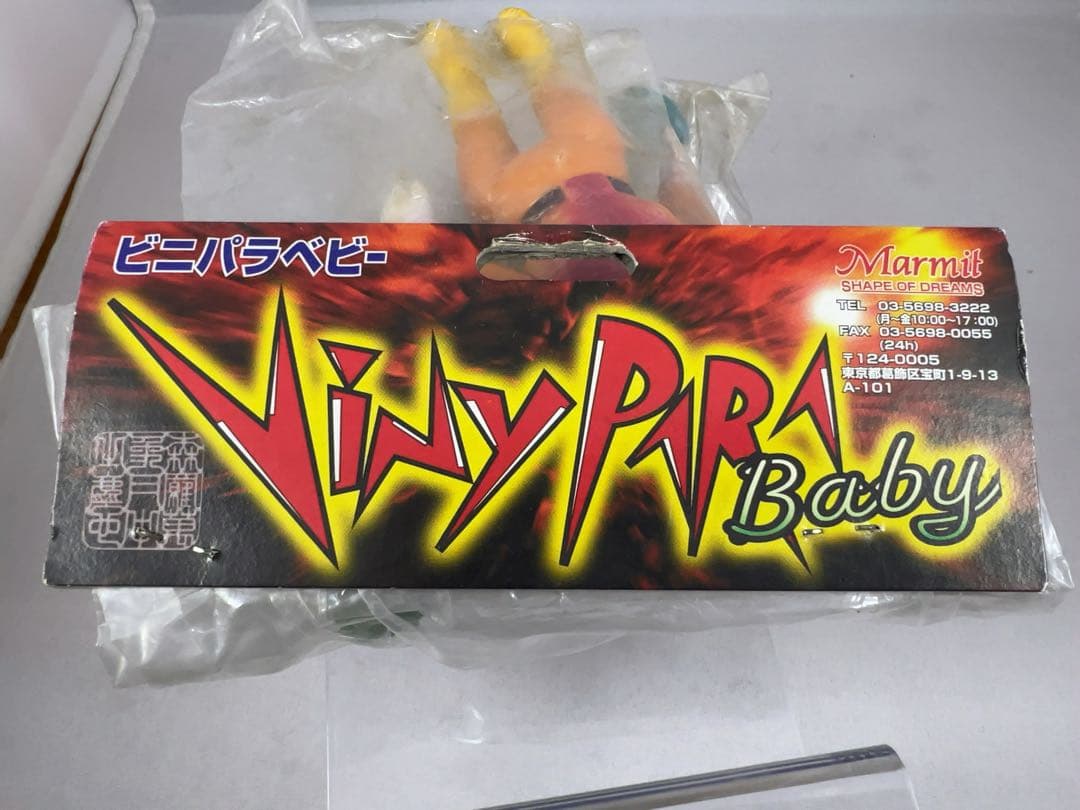 ビニパラベビー
Marmit
SHAPE OF DREAMS
TEL 03-5698-3222
(月~金10:00~17:00)
FAX 03-5698-0055
(24h)
〒124-0005
東京都葛飾区宝町1-9-13
A-101
VINYPARA
Baby